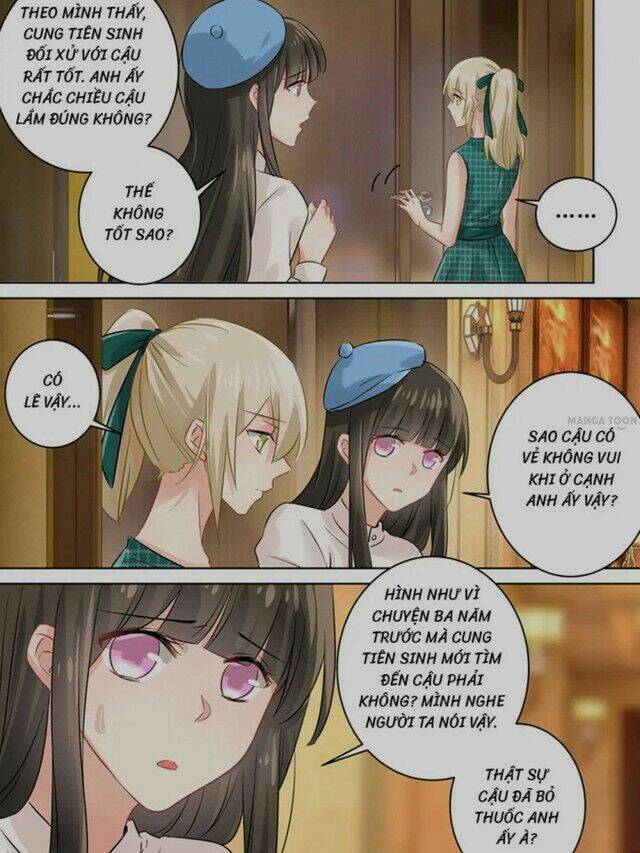 THEO MÌNH THẤY,
CUNG TIÊN SINH
ĐỐI XỬ VỚI CẬU
RẤT TỐT. ANH ẤY
CHẮC CHIỀU CẬU
LẮM ĐÚNG KHÔNG?
THẾ
KHÔNG
TỐT SAO?
......
CÓ
LẼ VẬY...
MANGATOON
SAO CẬU CÓ
VẺ KHÔNG VUI
KHI Ở CẠNH
ANH ẤY VẬY?
HÌNH NHƯ VÌ
CHUYỆN BA NĂM
TRƯỚC MÀ CUNG
TIÊN SINH MỚI TÌM
ĐẾN CẬU PHẢI
KHÔNG? MÌNH NGHE
NGƯỜI TA NÓI VẬY.
THẬT SỰ
CẬU ĐÃ BỎ
THUỐC ANH
ẤY À?